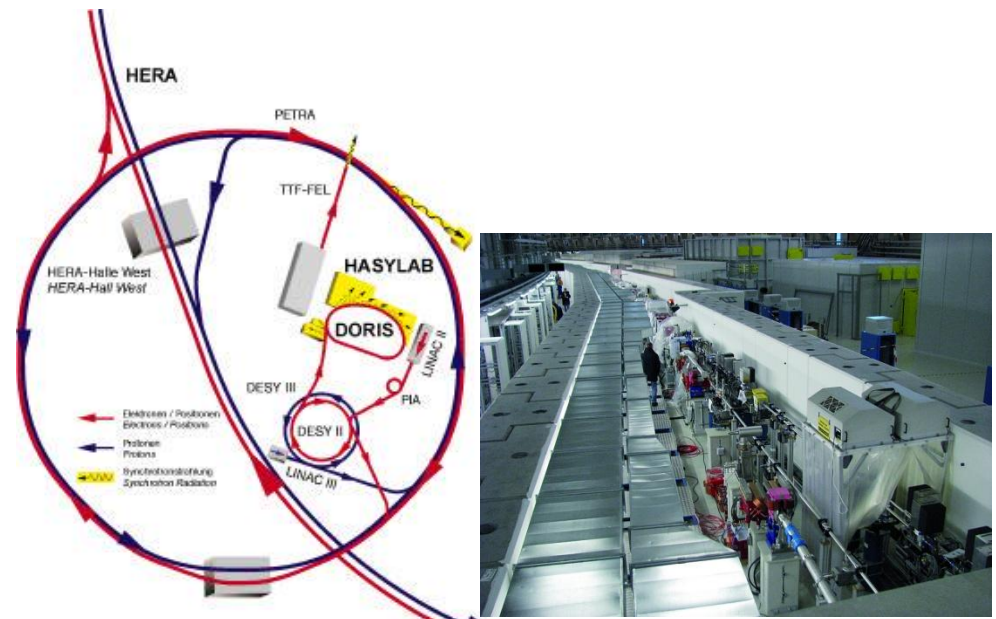 HERA
PETRA
TTF-FEL
HASYLAB
HERA-Halle West
HERA-Hall West
DORIS
LINAC II
DESY III
PIA
DESY II
LINAC III
Elektronen / Positronen
Electrons / Positrons
Protonen
Protons
Synchrotronstrahlung
Synchrotron Radiation